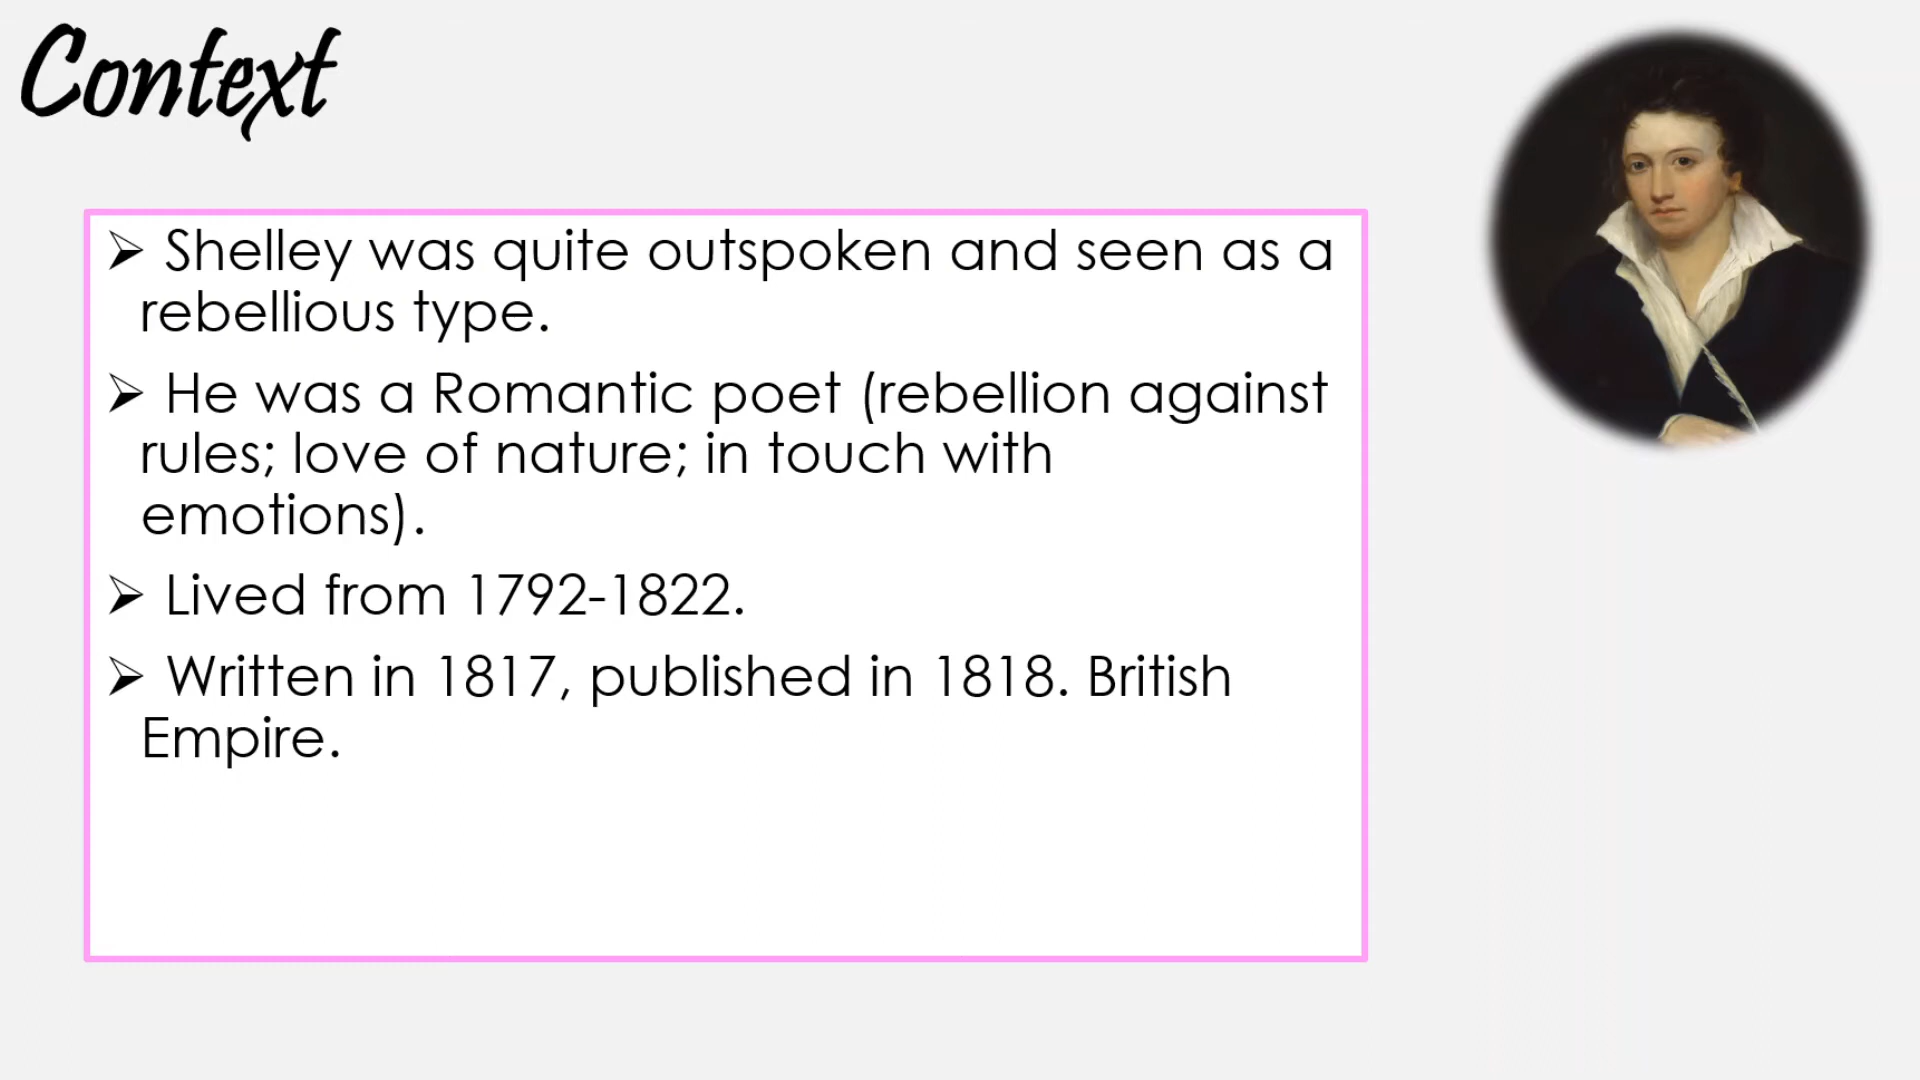 Context
➢ Shelley was quite outspoken and seen as a
rebellious type.
➢ He was a Romantic poet (rebellion against
rules; love of nature; in touch with
emotions).
➢ Lived from 1792-1822.
➢ Written in 1817, published in 1818. British
Empire.